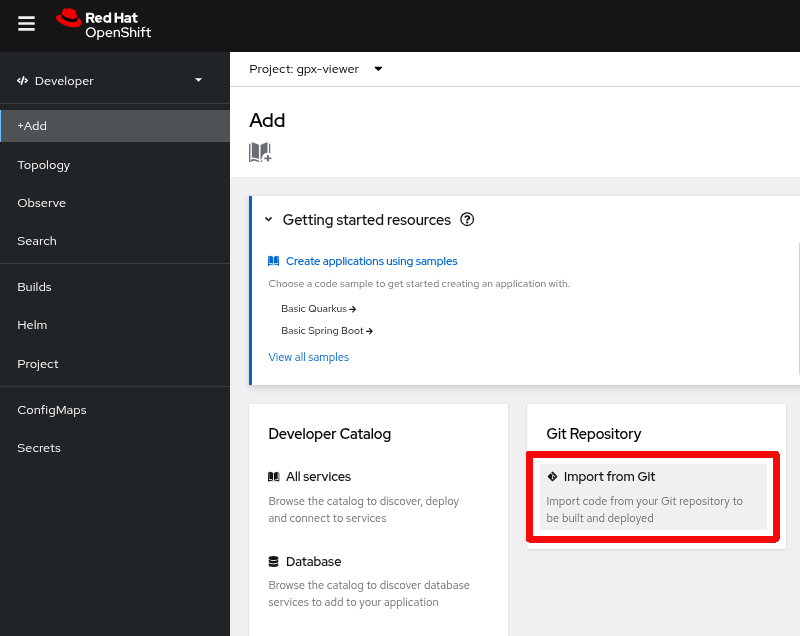 Red Hat
OpenShift
Developer
+Add
Topology
Observe
Search
Builds
Helm
Project
ConfigMaps
Secrets
Project: gpx-viewer
Add
Getting started resources
Create applications using samples
Choose a code sample to get started creating an application with.
Basic Quarkus
Basic Spring Boot
View all samples
Developer Catalog
All services
Browse the catalog to discover, deploy
and connect to services
Database
Browse the catalog to discover database
services to add to your application
Git Repository
Import from Git
Import code from your Git repository to
be built and deployed